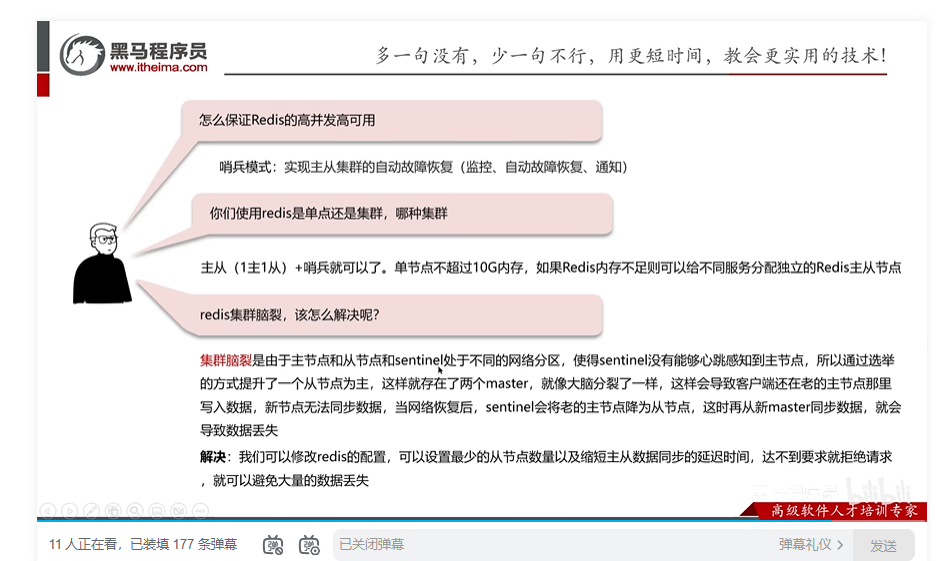 黑马程序员
www.itheima.com
多一句没有，少一句不行，用更短时间，教会更实用的技术！
怎么保证Redis的高并发高可用
哨兵模式：实现主从集群的自动故障恢复（监控、自动故障恢复、通知）
你们使用redis是单点还是集群，哪种集群
主从（1主1从）+哨兵就可以了。单节点不超过10G内存，如果Redis内存不足则可以给不同服务分配独立的Redis主从节点
redis集群脑裂，该怎么解决呢？
集群脑裂是由于主节点和从节点和sentinel处于不同的网络分区，使得sentinel没有能够心跳感知到主节点，所以通过选举
的方式提升了一个从节点为主，这样就存在了两个master，就像大脑分裂了一样，这样会导致客户端还在老的主节点那里
写入数据，新节点无法同步数据，当网络恢复后，sentinel会将老的主节点降为从节点，这时再从新master同步数据，就会
导致数据丢失
解决：我们可以修改redis的配置，可以设置最少的从节点数量以及缩短主从数据同步的延迟时间，达不到要求就拒绝请求
，就可以避免大量的数据丢失
bilibili
高级软件人才培训专家
11 人正在看，已装填 177 条弹幕
弹
弹
已关闭弹幕
弹幕礼仪 >
发送